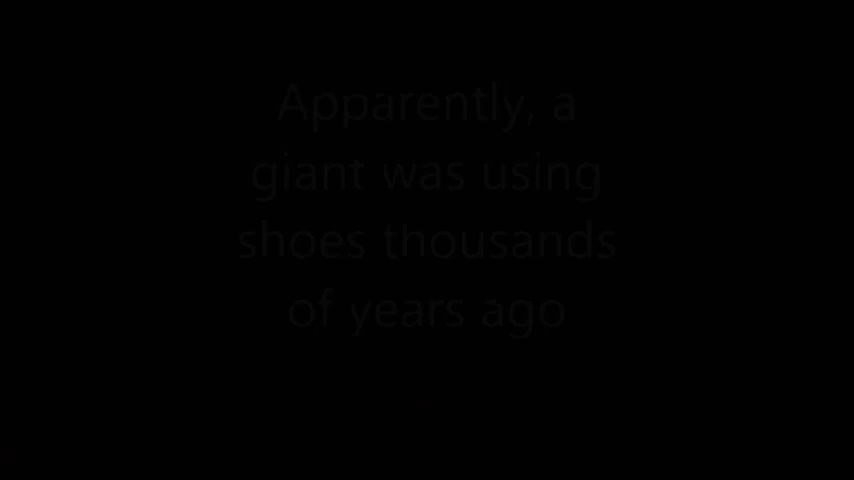 Apparently, a
giant was using
shoes thousands
of years ago